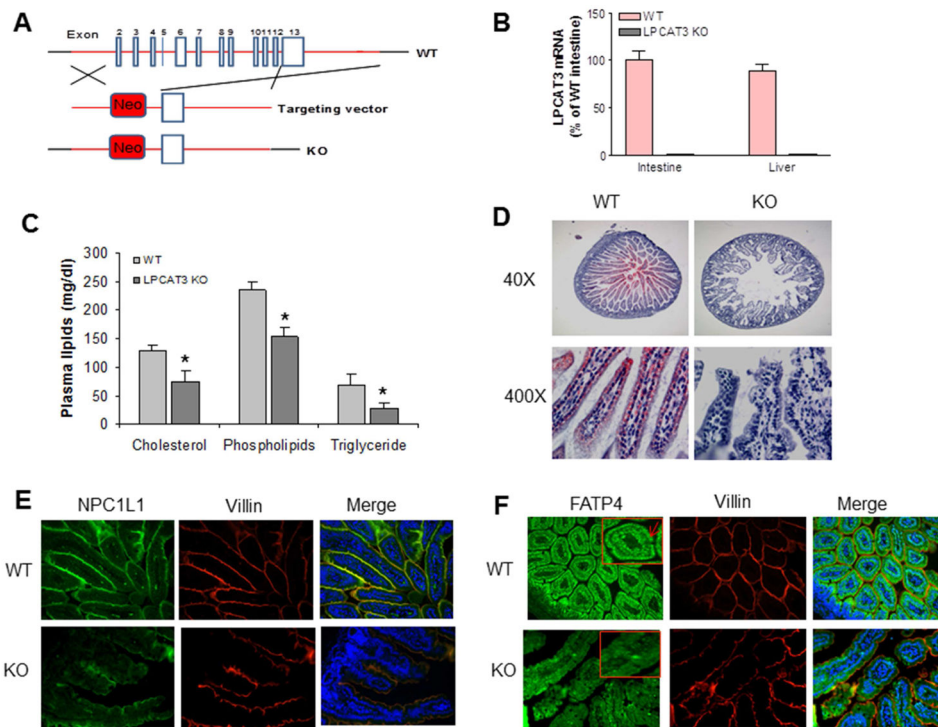 A
Exon
2 3 4 5 6 7 8 9 10 11 12 13
WT
Neo
Targeting vector
Neo
KO
B
LPCAT3 mRNA
(% of WT intestine)
150
100
50
0
WT
LPCAT3 KO
Intestine
Liver
C
Plasma lipids (mg/dl)
300
250
200
150
100
50
0
WT
LPCAT3 KO
*
*
*
Cholesterol
Phospholipids
Triglyceride
D
WT
KO
40X
400X
E
NPC1L1
Villin
Merge
WT
KO
F
FATP4
Villin
Merge
WT
KO